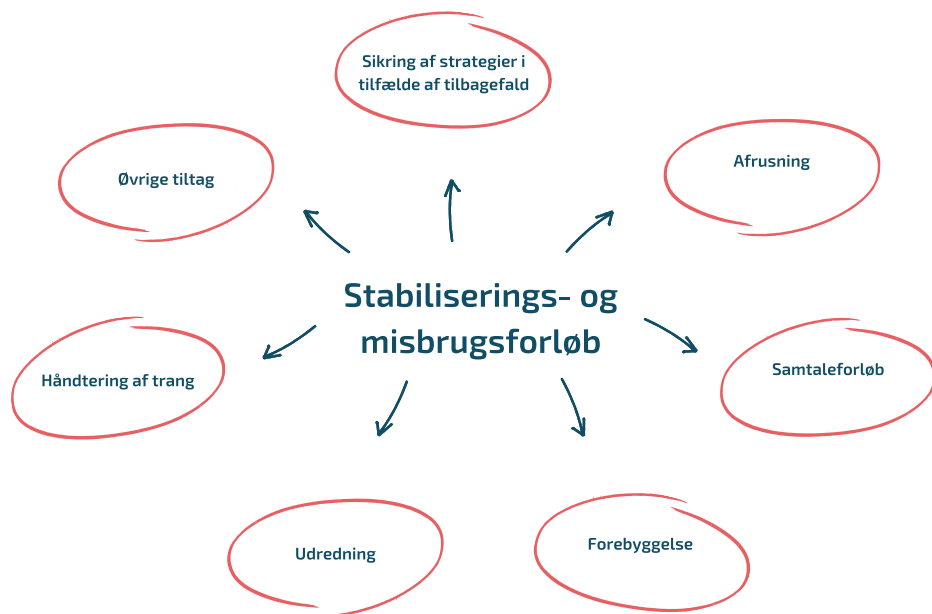 Sikring af strategier i
tilfælde af tilbagefald
Øvrige tiltag
Afrusning
Stabiliserings- og
misbrugsforløb
Håndtering af trang
Samtaleforløb
Udredning
Forebyggelse